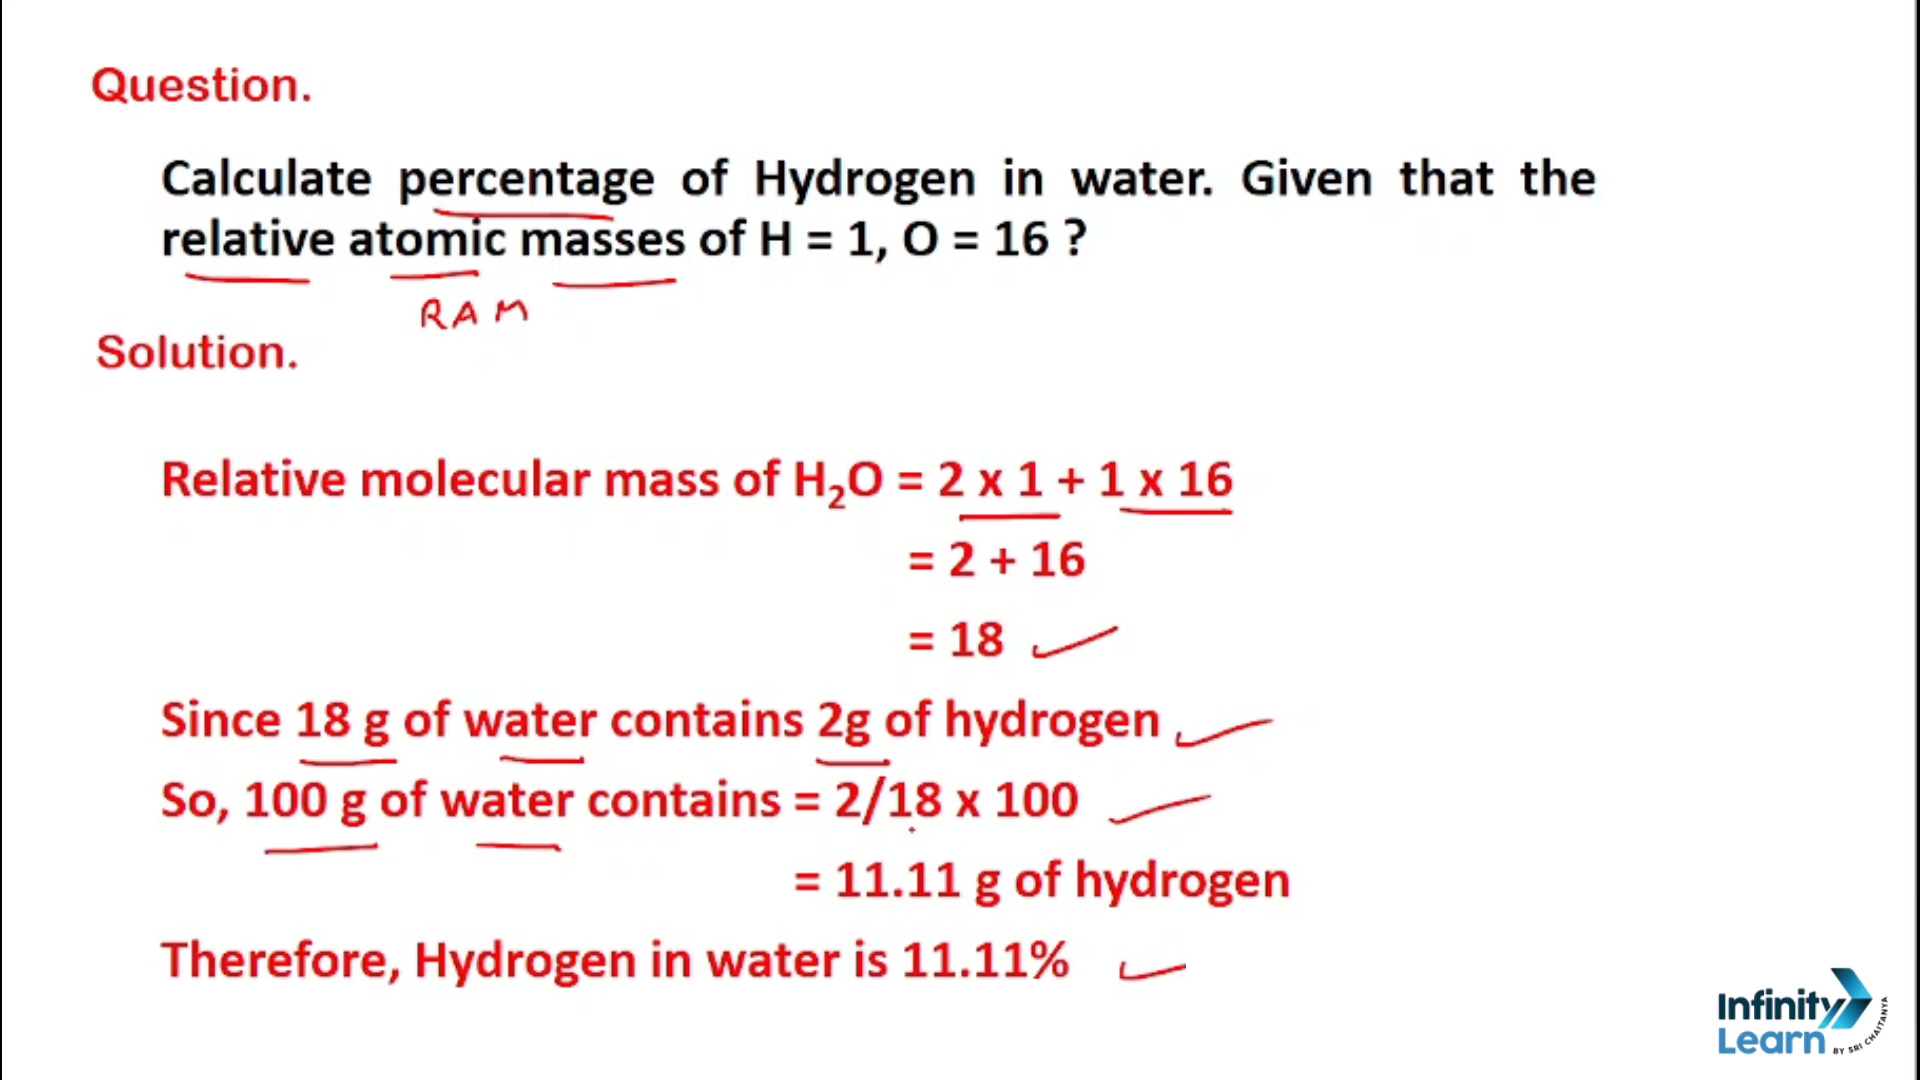 Question.
Calculate percentage of Hydrogen in water. Given that the
relative atomic masses of H = 1, O = 16 ?
RAM
Solution.
Relative molecular mass of H₂O = 2 x 1 + 1 x 16
= 2 + 16
= 18
Since 18 g of water contains 2g of hydrogen
So, 100 g of water contains = 2/18 x 100
= 11.11 g of hydrogen
Therefore, Hydrogen in water is 11.11%
Infinity
Learn
BY SRI CHAITANYA